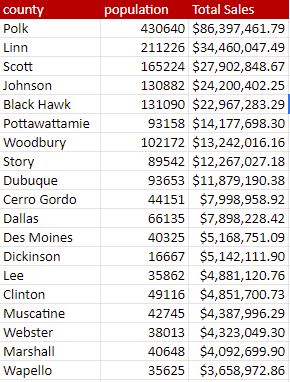 county population Total Sales
Polk 430640 $86,397,461.79
Linn 211226 $34,460,047.49
Scott 165224 $27,902,848.67
Johnson 130882 $24,200,402.25
Black Hawk 131090 $22,967,283.29
Pottawattamie 93158 $14,177,698.30
Woodbury 102172 $13,242,016.16
Story 89542 $12,267,027.18
Dubuque 93653 $11,879,190.38
Cerro Gordo 44151 $7,998,958.92
Dallas 66135 $7,898,228.42
Des Moines 40325 $5,168,751.09
Dickinson 16667 $5,142,111.90
Lee 35862 $4,881,120.76
Clinton 49116 $4,851,700.73
Muscatine 42745 $4,387,996.29
Webster 38013 $4,323,049.30
Marshall 40648 $4,092,699.90
Wapello 35625 $3,658,972.86